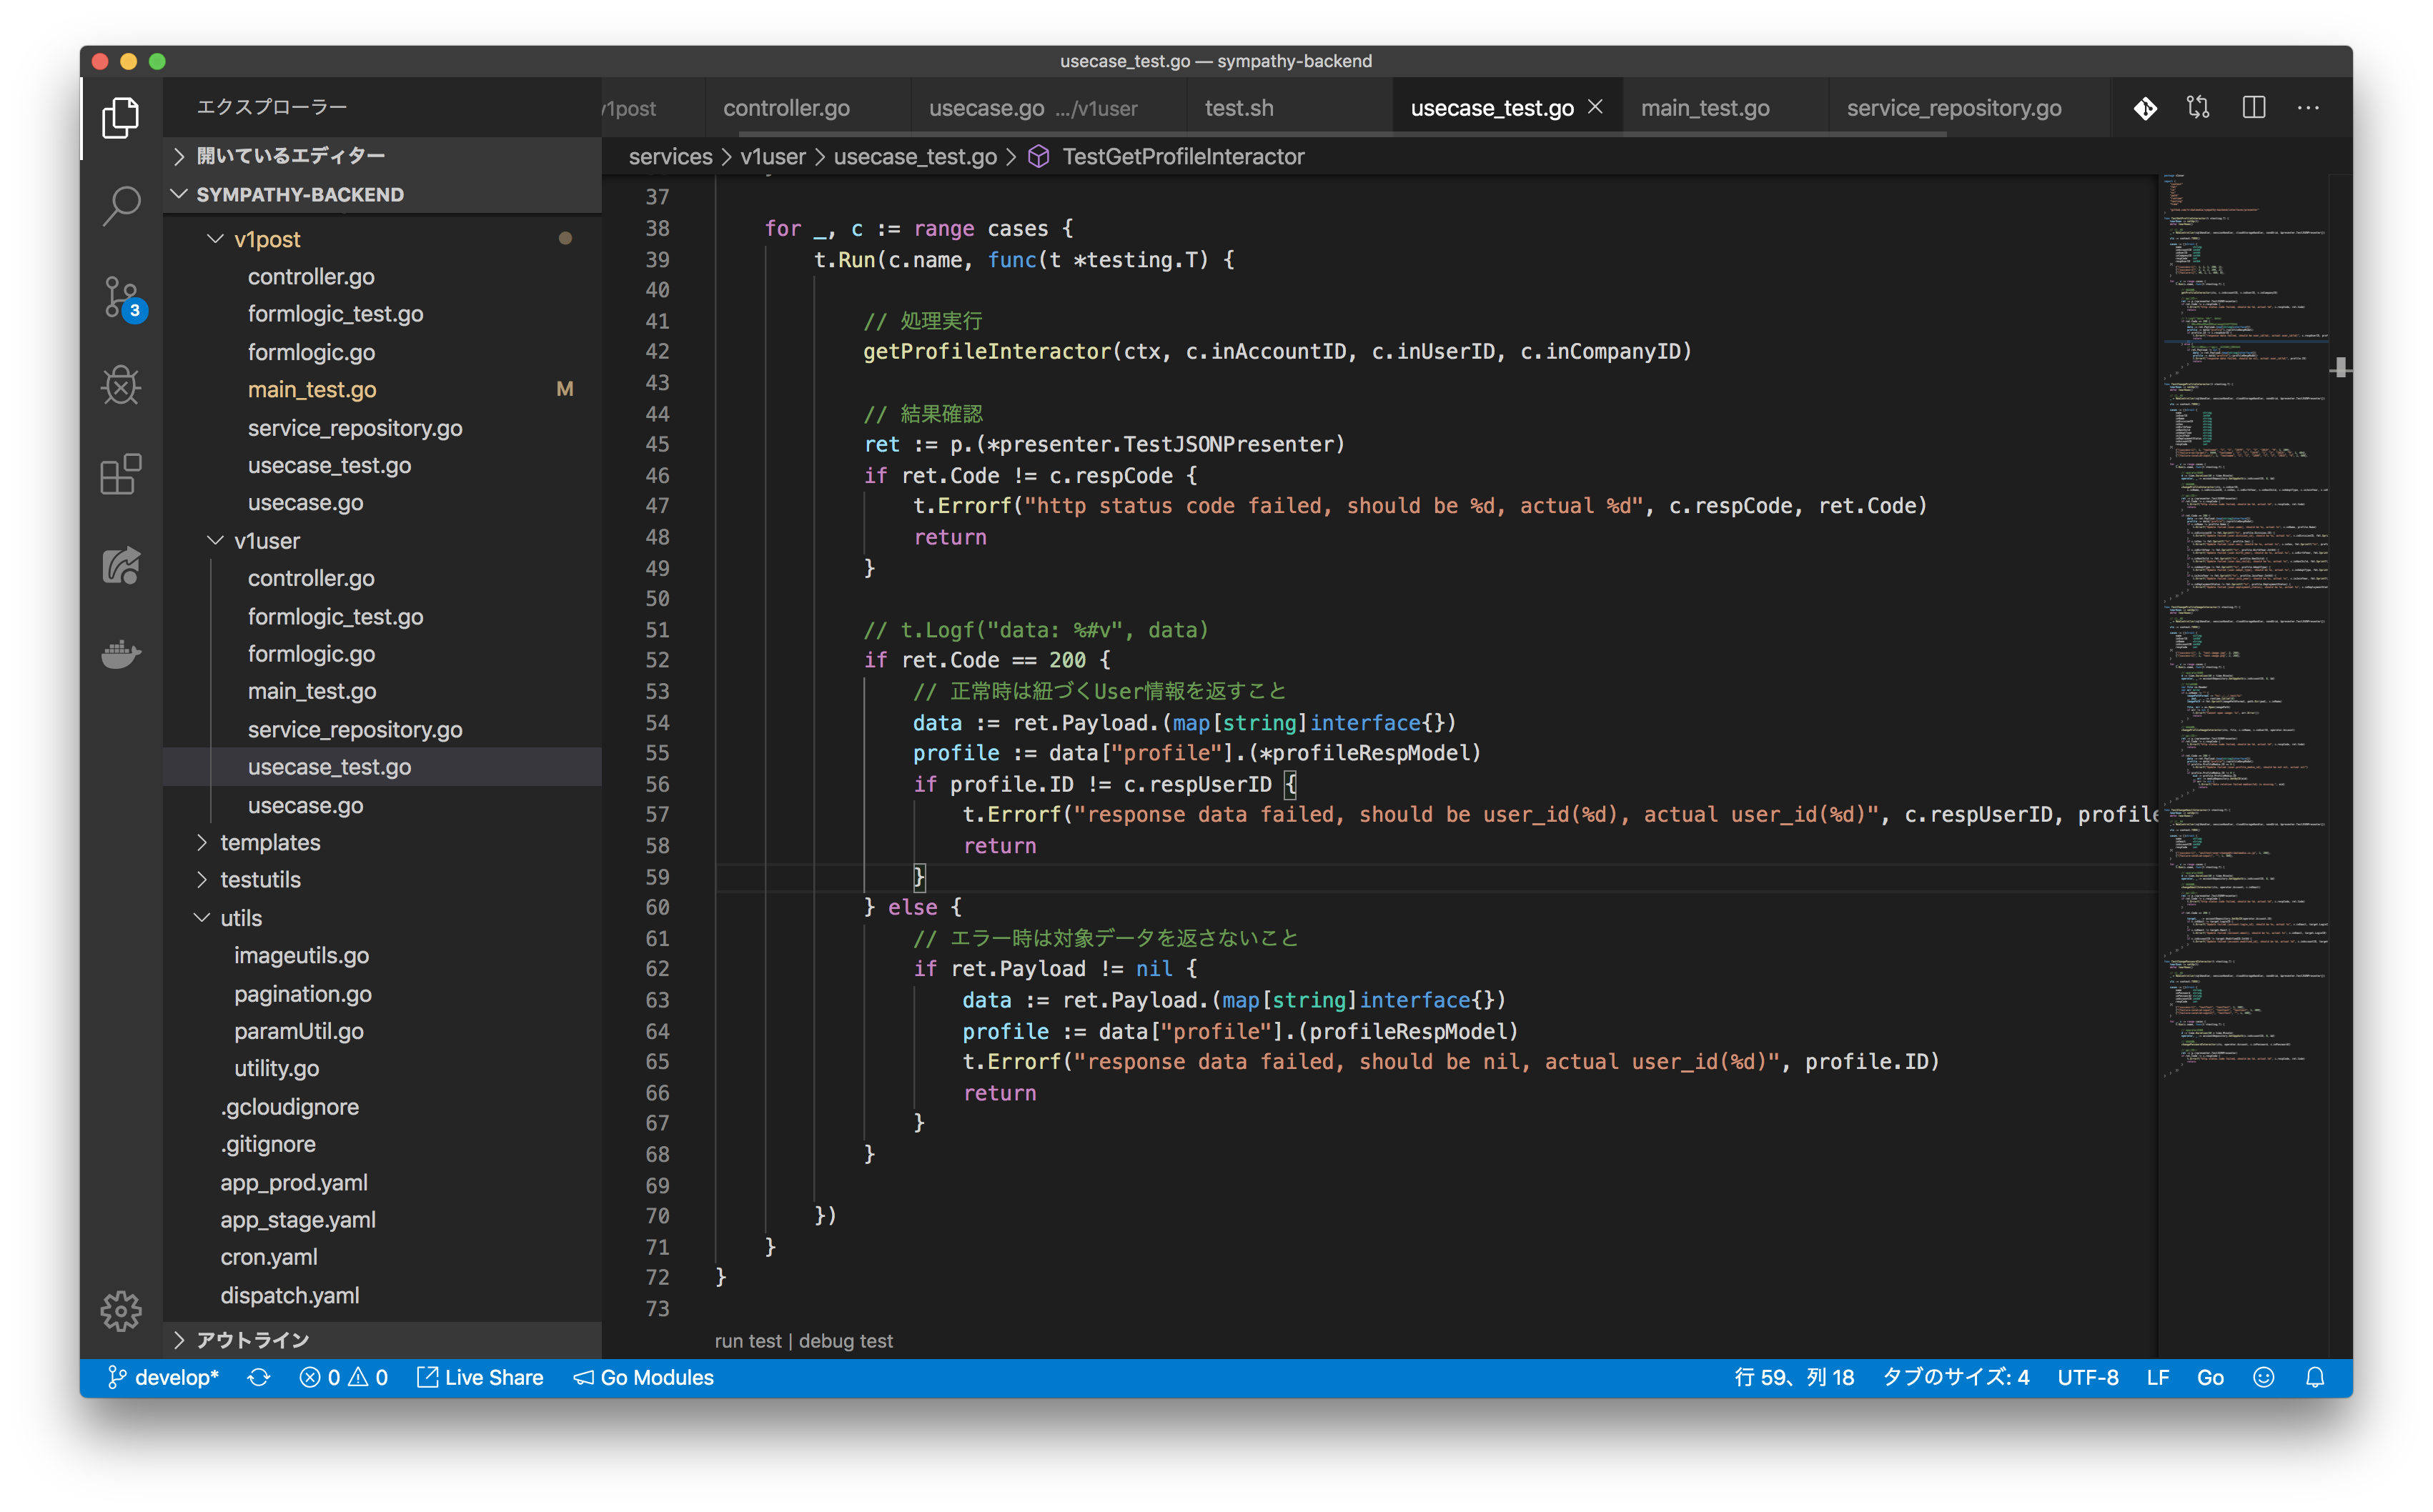 usecase_test.go — sympathy-backend
エクスプローラー
/1post
controller.go
usecase.go .../v1user
test.sh
usecase_test.go
main_test.go
service_repository.go
開いているエディター
SYMPATHY-BACKEND
v1post
controller.go
formlogic_test.go
formlogic.go
main_test.go M
service_repository.go
usecase_test.go
usecase.go
v1user
controller.go
formlogic_test.go
formlogic.go
main_test.go
service_repository.go
usecase_test.go
usecase.go
templates
testutils
utils
imageutils.go
pagination.go
paramUtil.go
utility.go
.gcloudignore
.gitignore
app_prod.yaml
app_stage.yaml
cron.yaml
dispatch.yaml
アウトライン
3
services > v1user > usecase_test.go > TestGetProfileInteractor
37
38 for _, c := range cases {
39 t.Run(c.name, func(t *testing.T) {
40
41 // 処理実行
42 getProfileInteractor(ctx, c.inAccountID, c.inUserID, c.inCompanyID)
43
44 // 結果確認
45 ret := p.(*presenter.TestJSONPresenter)
46 if ret.Code != c.respCode {
47 t.Errorf("http status code failed, should be %d, actual %d", c.respCode, ret.Code)
48 return
49 }
50
51 // t.Logf("data: %#v", data)
52 if ret.Code == 200 {
53 // 正常時は紐づくUser情報を返すこと
54 data := ret.Payload.(map[string]interface{})
55 profile := data["profile"].(*profileRespModel)
56 if profile.ID != c.respUserID {
57 t.Errorf("response data failed, should be user_id(%d), actual user_id(%d)", c.respUserID, profile
58 return
59 }
60 } else {
61 // エラー時は対象データを返さないこと
62 if ret.Payload != nil {
63 data := ret.Payload.(map[string]interface{})
64 profile := data["profile"].(profileRespModel)
65 t.Errorf("response data failed, should be nil, actual user_id(%d)", profile.ID)
66 return
67 }
68 }
69
70 })
71 }
72 }
73
run test | debug test
develop* 0 0 Live Share Go Modules
行 59、列 18 タブのサイズ: 4 UTF-8 LF Go